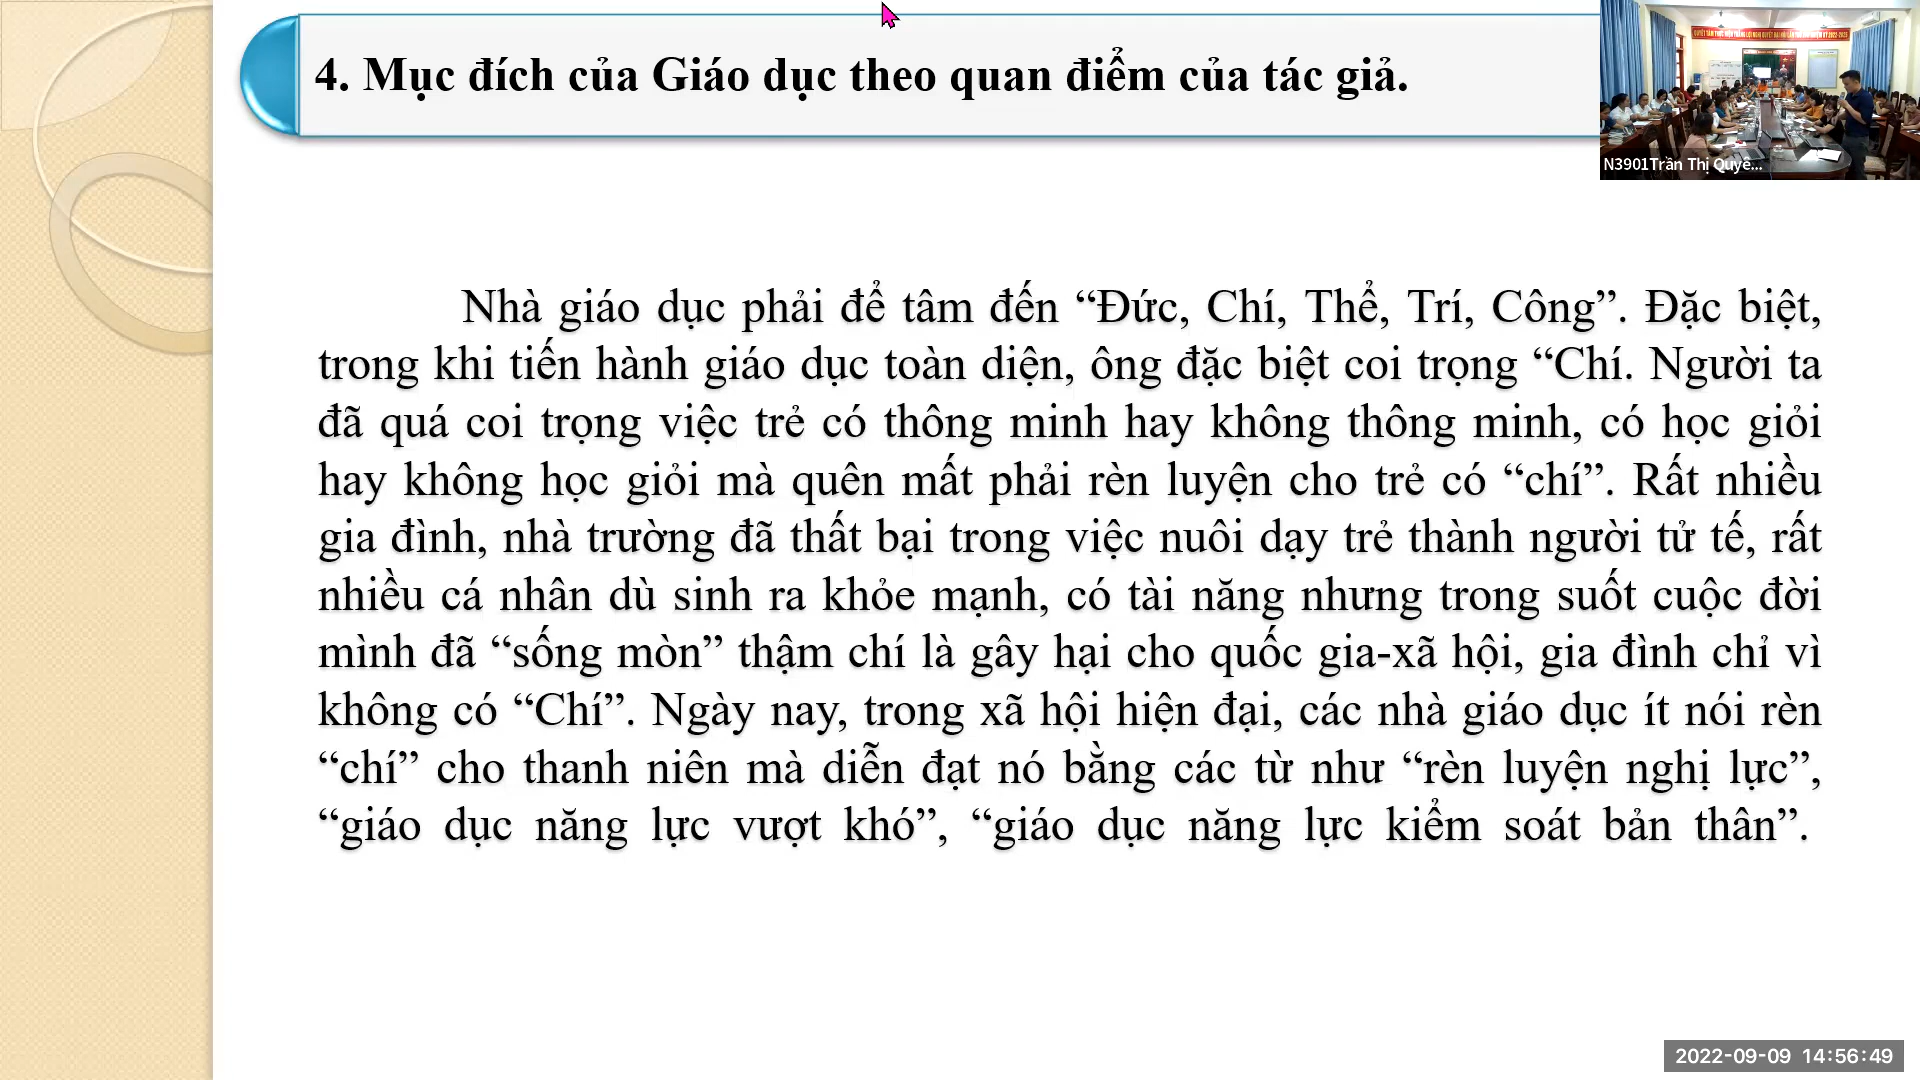 4. Mục đích của Giáo dục theo quan điểm của tác giả.
N3901Trần Thị Quyê...
Nhà giáo dục phải để tâm đến “Đức, Chí, Thể, Trí, Công”. Đặc biệt,
trong khi tiến hành giáo dục toàn diện, ông đặc biệt coi trọng “Chí. Người ta
đã quá coi trọng việc trẻ có thông minh hay không thông minh, có học giỏi
hay không học giỏi mà quên mất phải rèn luyện cho trẻ có “chí”. Rất nhiều
gia đình, nhà trường đã thất bại trong việc nuôi dạy trẻ thành người tử tế, rất
nhiều cá nhân dù sinh ra khỏe mạnh, có tài năng nhưng trong suốt cuộc đời
mình đã “sống mòn” thậm chí là gây hại cho quốc gia-xã hội, gia đình chỉ vì
không có “Chí”. Ngày nay, trong xã hội hiện đại, các nhà giáo dục ít nói rèn
“chí” cho thanh niên mà diễn đạt nó bằng các từ như “rèn luyện nghị lực”,
“giáo dục năng lực vượt khó”, “giáo dục năng lực kiểm soát bản thân”.
2022-09-09 14:56:49